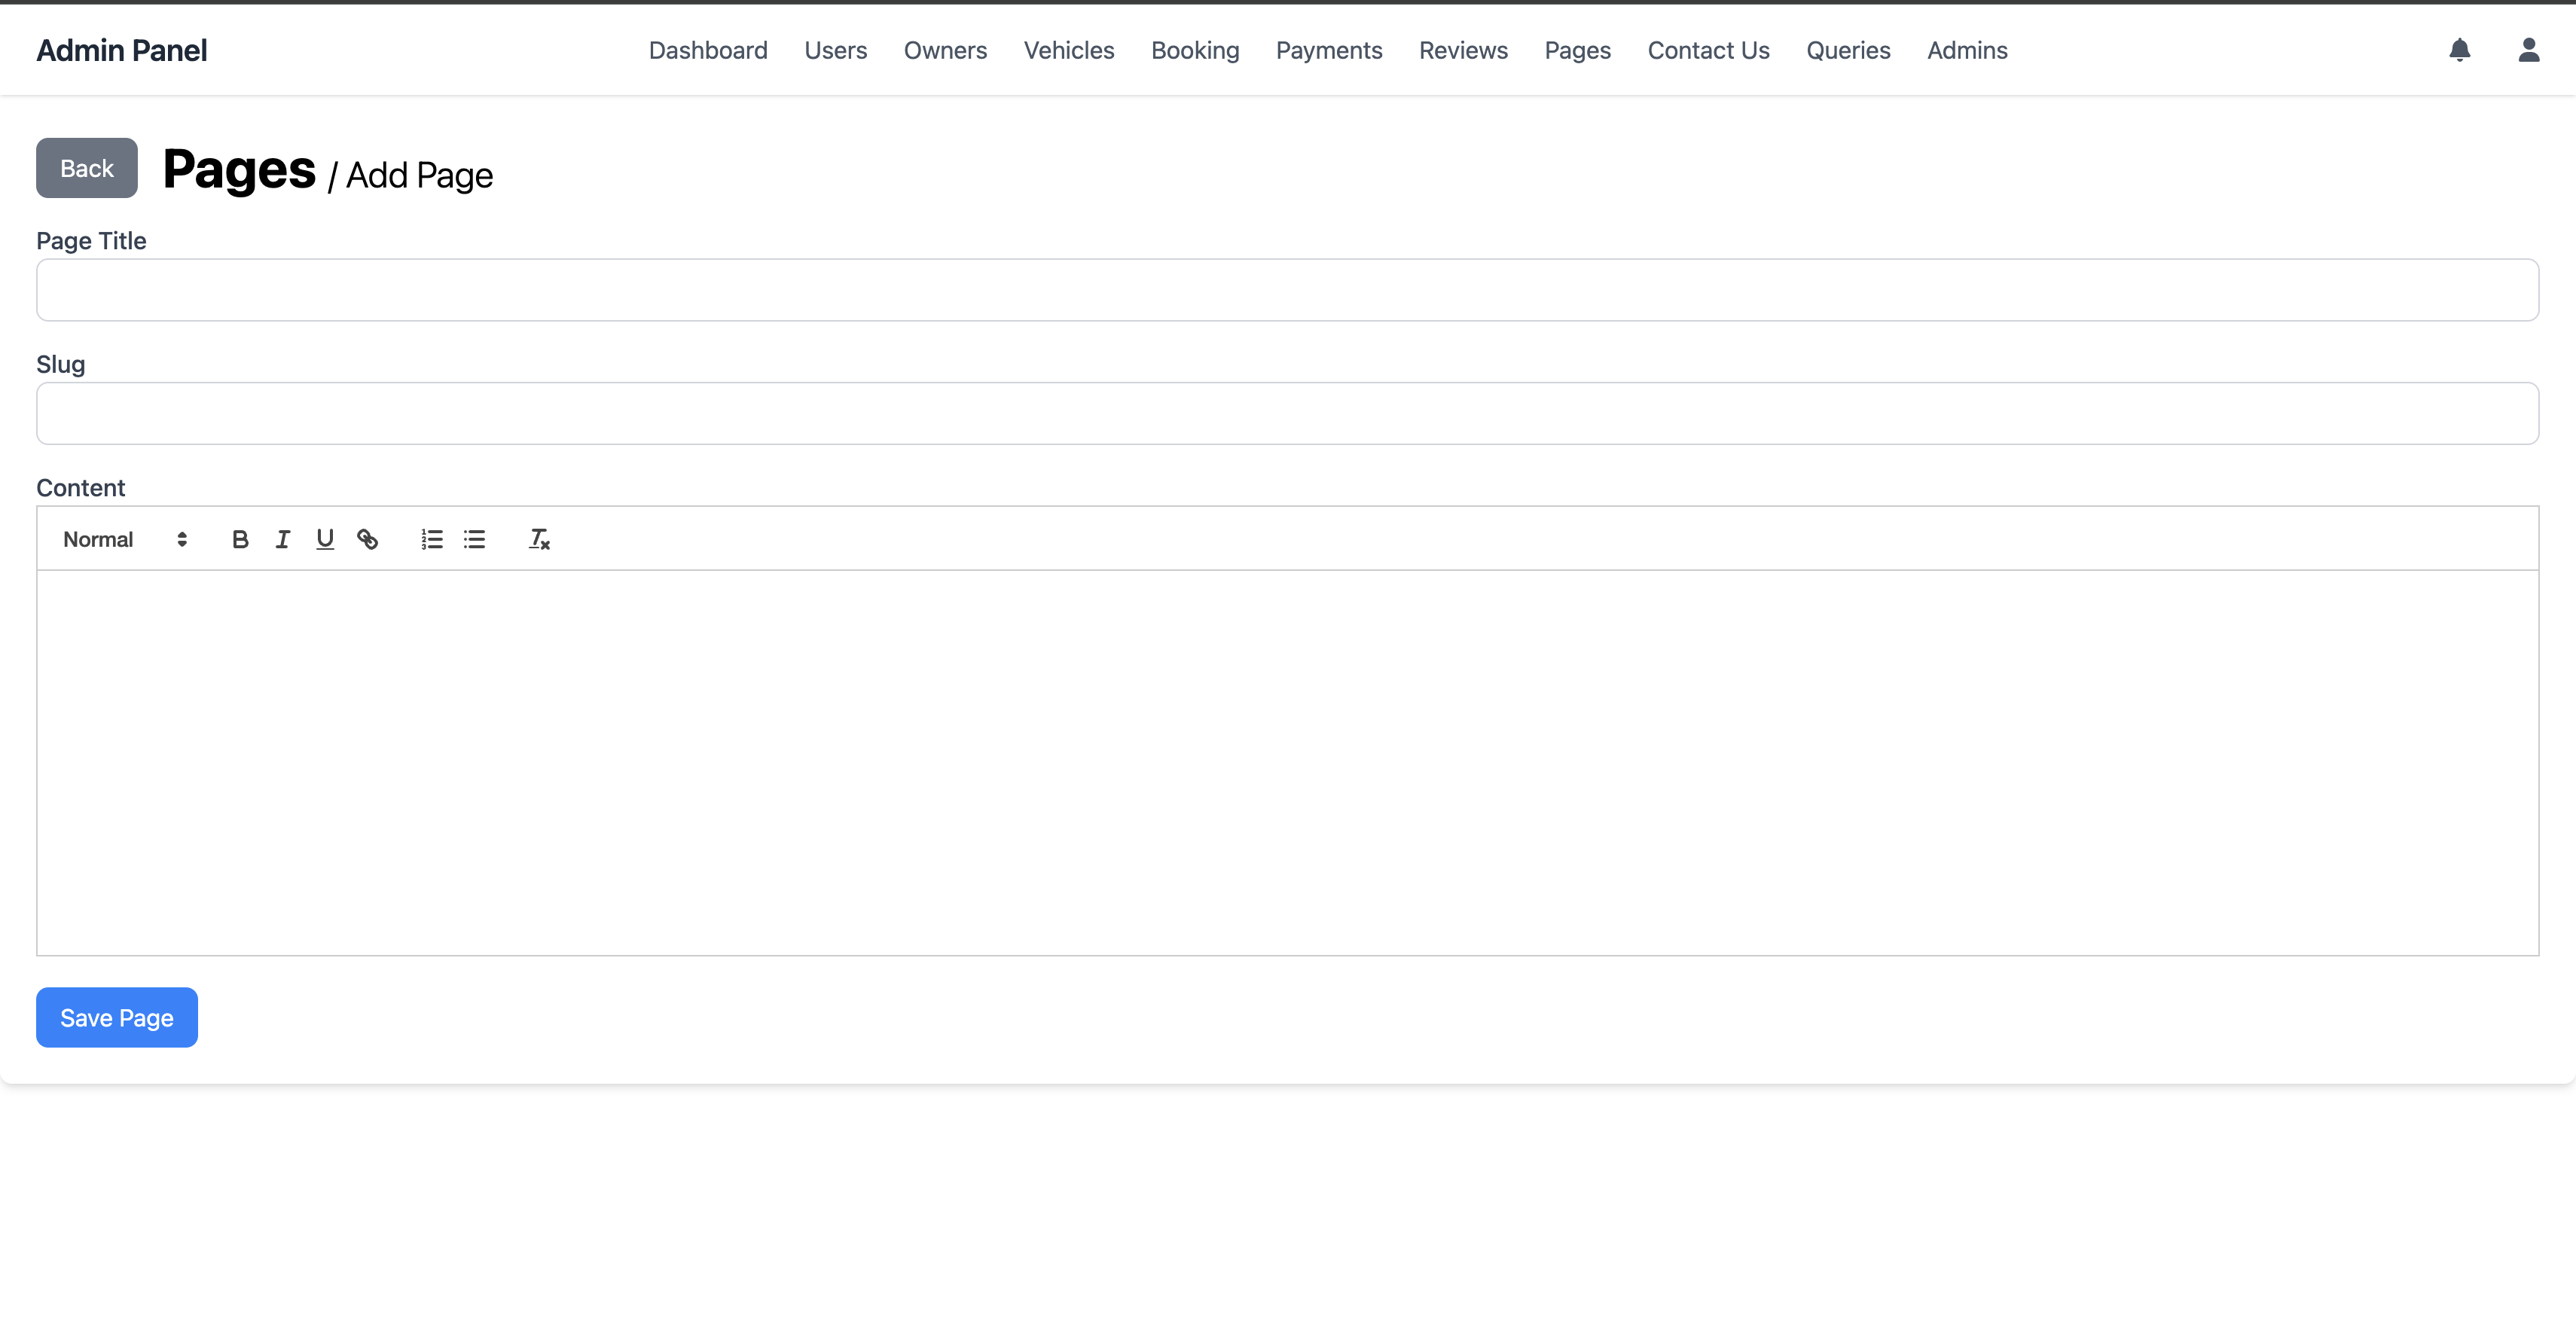 Admin Panel Dashboard Users Owners Vehicles Booking Payments Reviews Pages Contact Us Queries Admins
Back Pages / Add Page
Page Title
Slug
Content
Normal
Save Page